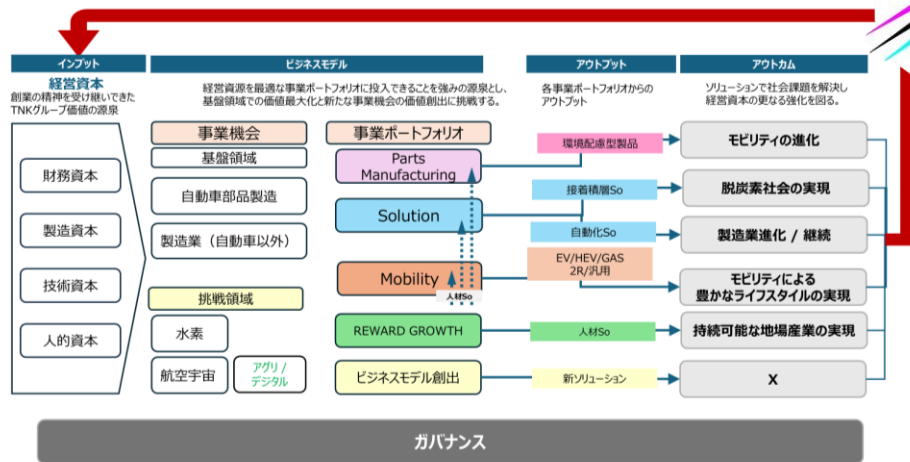 インプット
ビジネスモデル
アウトプット
アウトカム
経営資本
創業の精神を受け継いできた
TNKグループ価値の源泉
経営資源を最適な事業ポートフォリオに投入できることを強みの源泉とし、
基盤領域での価値最大化と新たな事業機会の価値創出に挑戦する。
各事業ポートフォリオからの
アウトプット
ソリューションで社会課題を解決し
経営資本の更なる強化を図る。
財務資本
製造資本
技術資本
人的資本
事業機会
基盤領域
自動車部品製造
製造業（自動車以外）
挑戦領域
水素
航空宇宙
アグリ /
デジタル
事業ポートフォリオ
Parts
Manufacturing
Solution
Mobility
人材So
REWARD GROWTH
ビジネスモデル創出
環境配慮型製品
接着積層So
自動化So
EV/HEV/GAS
2R/汎用
人材So
新ソリューション
モビリティの進化
脱炭素社会の実現
製造業進化 / 継続
モビリティによる
豊かなライフスタイルの実現
持続可能な地場産業の実現
X
ガバナンス